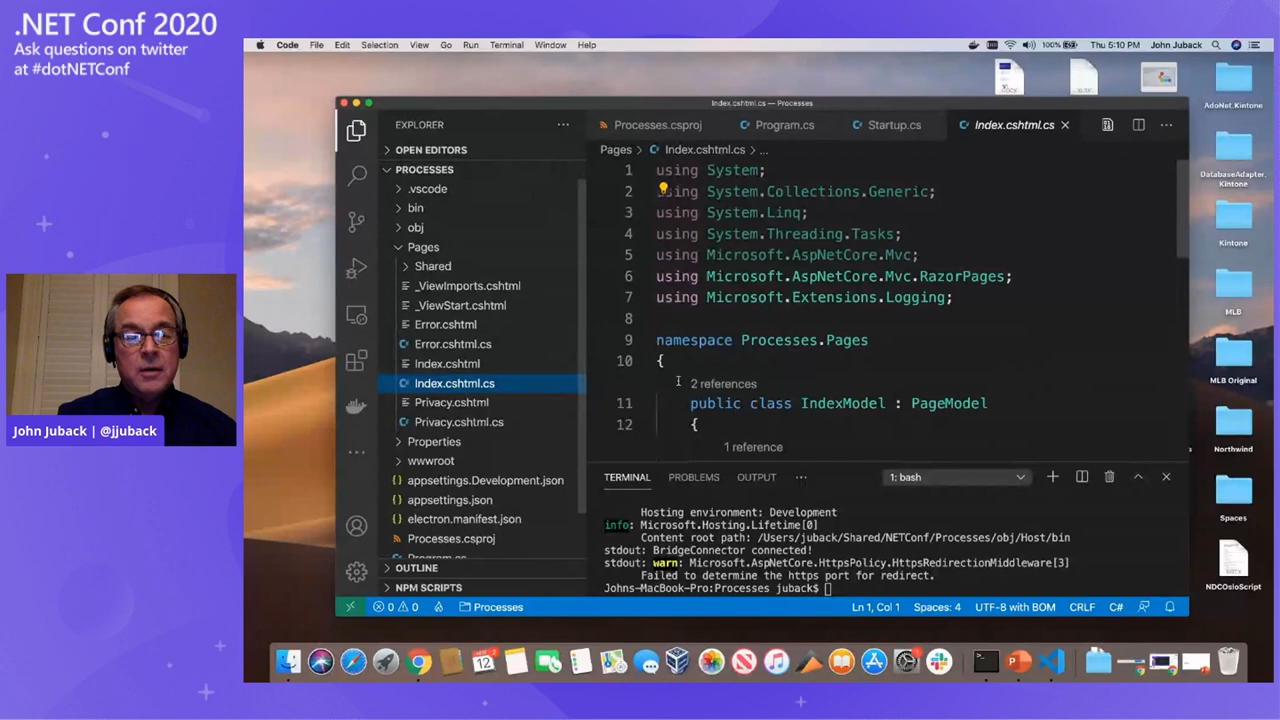 .NET Conf 2020
Ask questions on twitter
at #dotNETConf
Code File Edit Selection View Go Run Terminal Window Help
100% Thu 5:10 PM John Juback
Index.cshtml.cs — Processes
EXPLORER
OPEN EDITORS
PROCESSES
.vscode
bin
obj
Pages
Shared
_ViewImports.cshtml
_ViewStart.cshtml
Error.cshtml
Error.cshtml.cs
Index.cshtml
Index.cshtml.cs
Privacy.cshtml
Privacy.cshtml.cs
Properties
wwwroot
{} appsettings.Development.json
{} appsettings.json
{} electron.manifest.json
Processes.csproj
Program.cs
OUTLINE
NPM SCRIPTS
Processes.csproj Program.cs Startup.cs Index.cshtml.cs
Pages > Index.cshtml.cs > ...
1 using System;
2 using System.Collections.Generic;
3 using System.Linq;
4 using System.Threading.Tasks;
5 using Microsoft.AspNetCore.Mvc;
6 using Microsoft.AspNetCore.Mvc.RazorPages;
7 using Microsoft.Extensions.Logging;
8
9 namespace Processes.Pages
10 {
2 references
11 public class IndexModel : PageModel
12 {
1 reference
TERMINAL PROBLEMS OUTPUT ... 1: bash
Hosting environment: Development
info: Microsoft.Hosting.Lifetime[0]
Content root path: /Users/juback/Shared/NETConf/Processes/obj/Host/bin
stdout: BridgeConnector connected!
stdout: warn: Microsoft.AspNetCore.HttpsPolicy.HttpsRedirectionMiddleware[3]
Failed to determine the https port for redirect.
Johns-MacBook-Pro:Processes juback$
0 0 Processes Ln 1, Col 1 Spaces: 4 UTF-8 with BOM CRLF C#
AdoNet.Kintone
DatabaseAdapter.
Kintone
Kintone
MLB
MLB Original
Northwind
Spaces
NDCOsloScript
John Juback | @jjuback
12